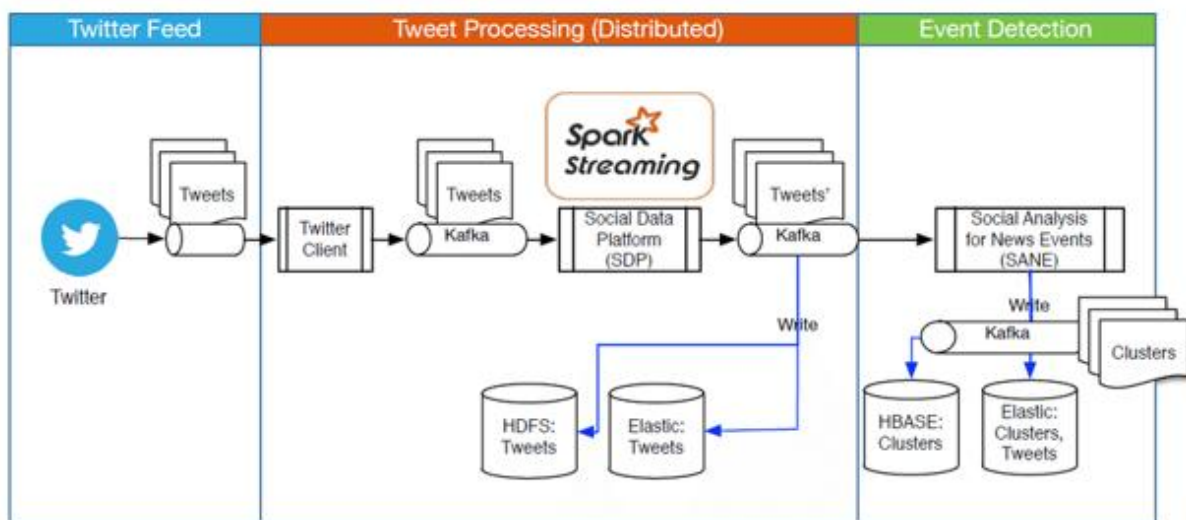 Twitter Feed
Tweet Processing (Distributed)
Event Detection
Spark
Streaming
Tweets
Tweets
Tweets'
Twitter
Client
Kafka
Social Data
Platform
(SDP)
Kafka
Social Analysis
for News Events
(SANE)
Twitter
Write
Write
Kafka
Clusters
HDFS:
Tweets
Elastic:
Tweets
HBASE:
Clusters
Elastic:
Clusters,
Tweets